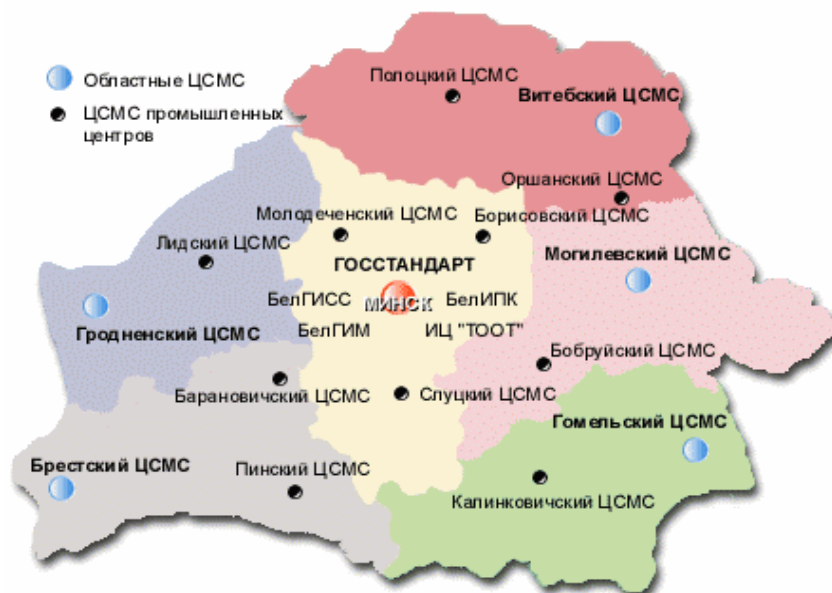 Областные ЦСМС
ЦСМС промышленных
центров
Полоцкий ЦСМС
Витебский ЦСМС
Оршанский ЦСМС
Молодеченский ЦСМС
Борисовский ЦСМС
Лидский ЦСМС
ГОССТАНДАРТ
Могилевский ЦСМС
БелГИСС
МИНСК
БелИПК
Гродненский ЦСМС
БелГИМ
ИЦ "ТООТ"
Бобруйский ЦСМС
Барановичский ЦСМС
Слуцкий ЦСМС
Гомельский ЦСМС
Брестский ЦСМС
Пинский ЦСМС
Калинковичский ЦСМС